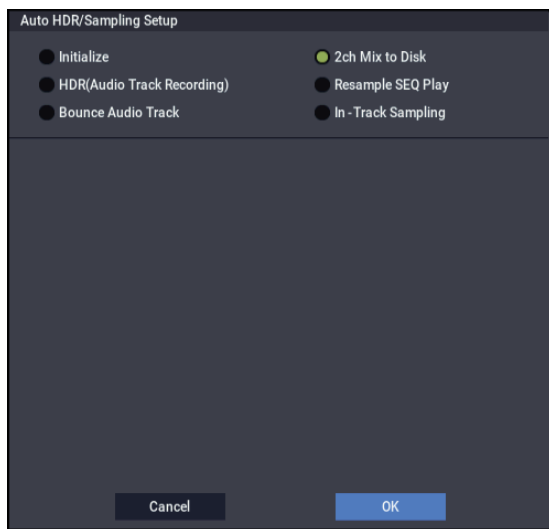 Auto HDR/Sampling Setup
Initialize
2ch Mix to Disk
HDR(Audio Track Recording)
Resample SEQ Play
Bounce Audio Track
In-Track Sampling
Cancel
OK